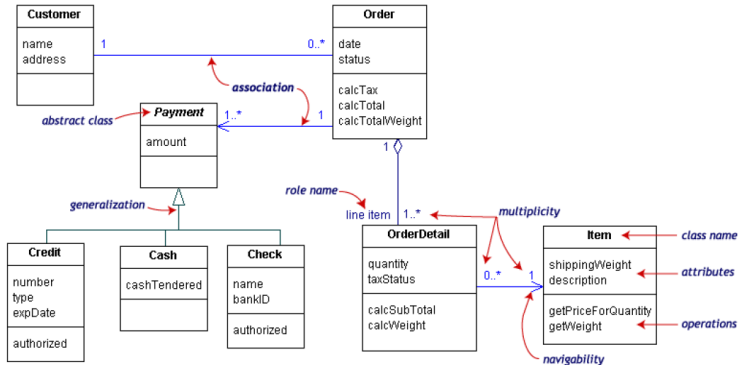 Customer
name
address
1
0..*
Order
date
status
calcTax
calcTotal
calcTotalWeight
association
abstract class
Payment
amount
1..*
1
1
generalization
role name
line item
1..*
multiplicity
Credit
number
type
expDate
authorized
Cash
cashTendered
Check
name
bankID
authorized
OrderDetail
quantity
taxStatus
calcSubTotal
calcWeight
0..*
1
Item
shippingWeight
description
getPriceForQuantity
getWeight
class name
attributes
operations
navigability